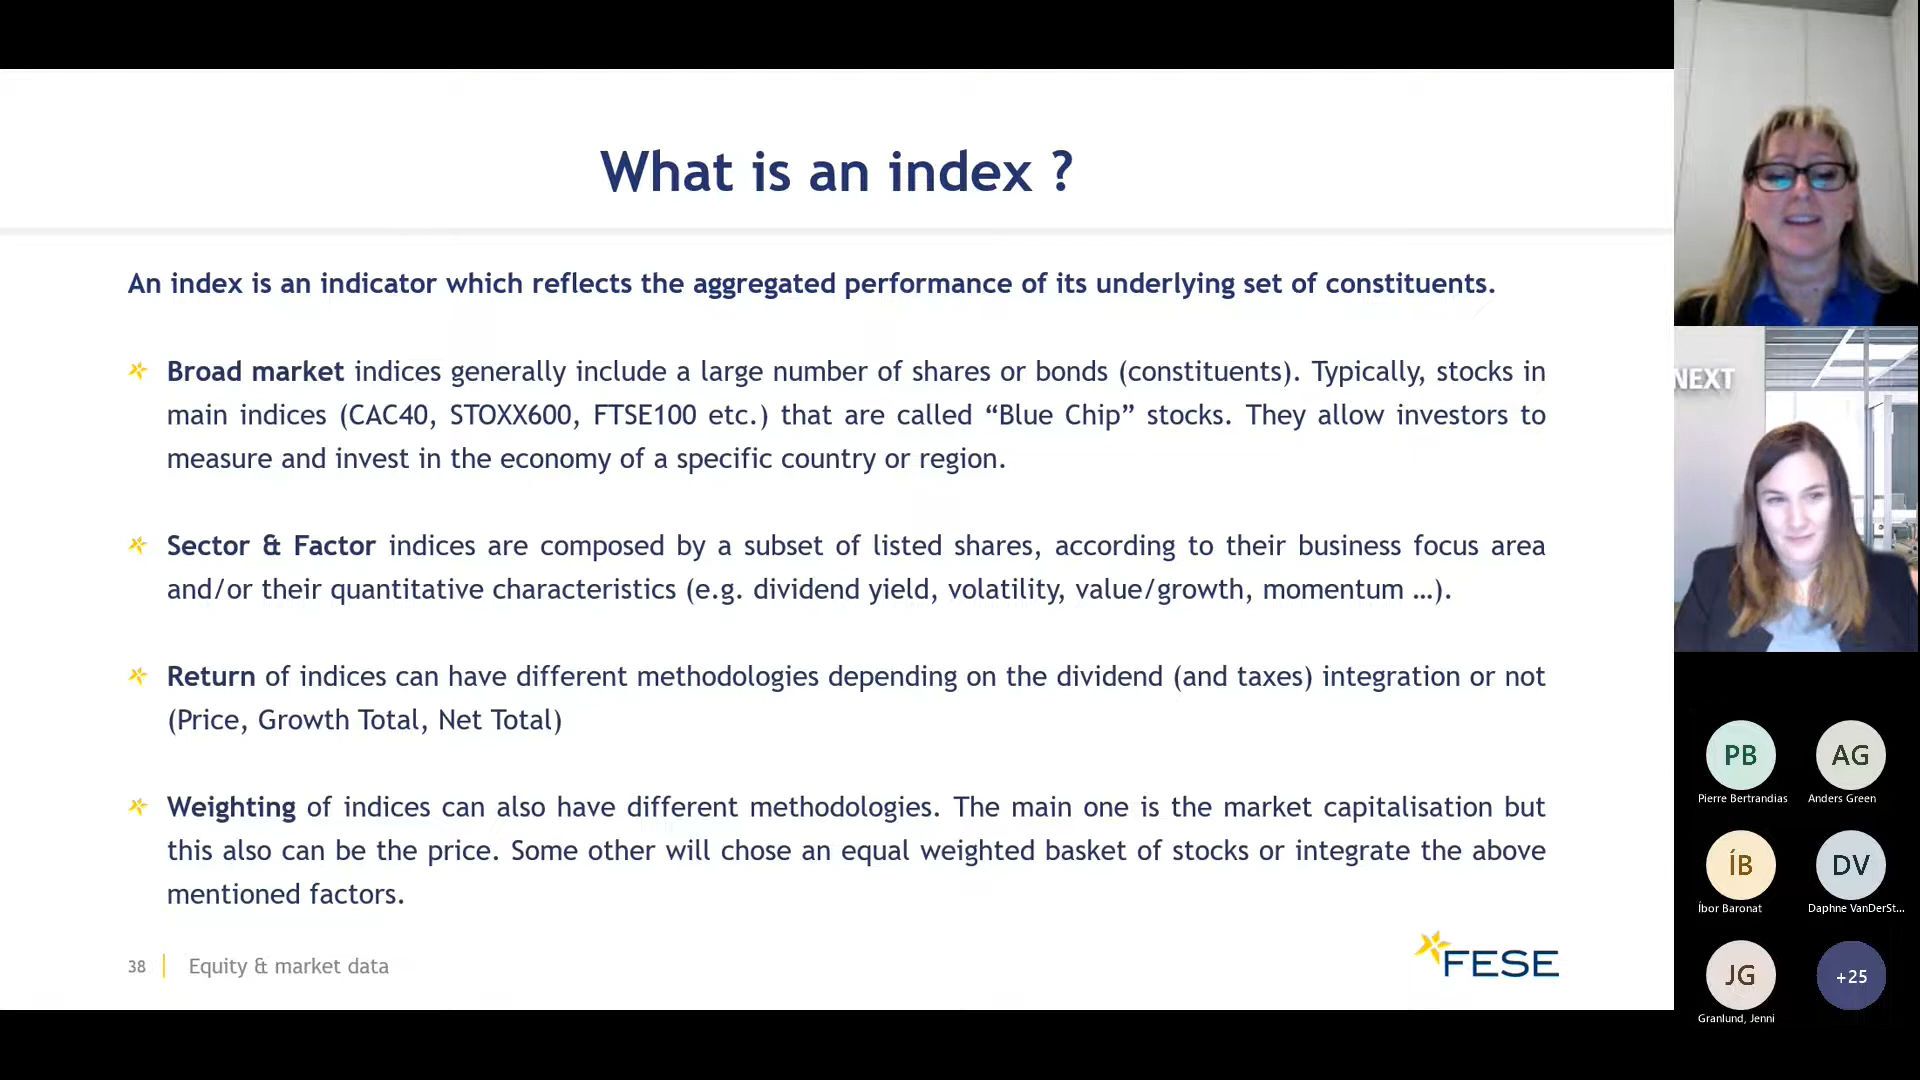 What is an index ?
An index is an indicator which reflects the aggregated performance of its underlying set of constituents.
Broad market indices generally include a large number of shares or bonds (constituents). Typically, stocks in
main indices (CAC40, STOXX600, FTSE100 etc.) that are called “Blue Chip” stocks. They allow investors to
measure and invest in the economy of a specific country or region.
Sector & Factor indices are composed by a subset of listed shares, according to their business focus area
and/or their quantitative characteristics (e.g. dividend yield, volatility, value/growth, momentum …).
Return of indices can have different methodologies depending on the dividend (and taxes) integration or not
(Price, Growth Total, Net Total)
Weighting of indices can also have different methodologies. The main one is the market capitalisation but
this also can be the price. Some other will chose an equal weighted basket of stocks or integrate the above
mentioned factors.
38
Equity & market data
FESE
NEXT
PB
AG
Pierre Bertrandias
Anders Green
ÍB
DV
Íbor Baronat
Daphne VanDerSt...
JG
+25
Granlund, Jenni